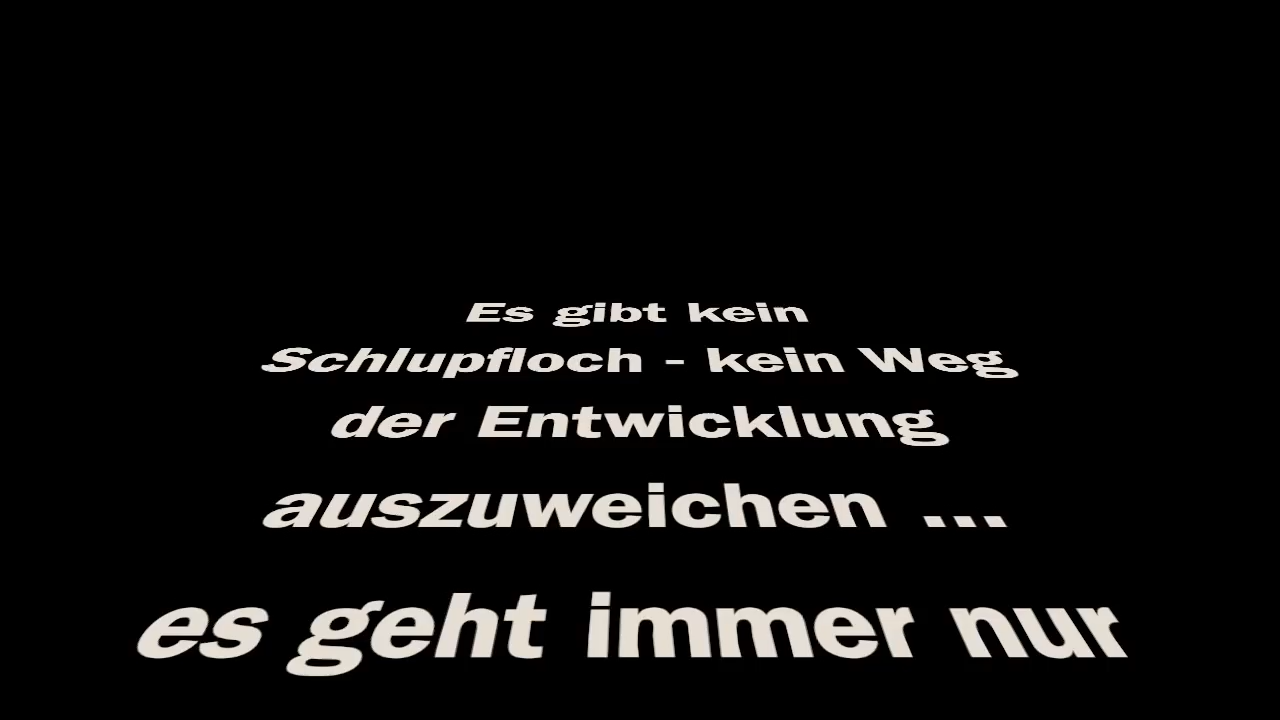 Es gibt kein
Schlupfloch - kein Weg
der Entwicklung
auszuweichen ...
es geht immer nur